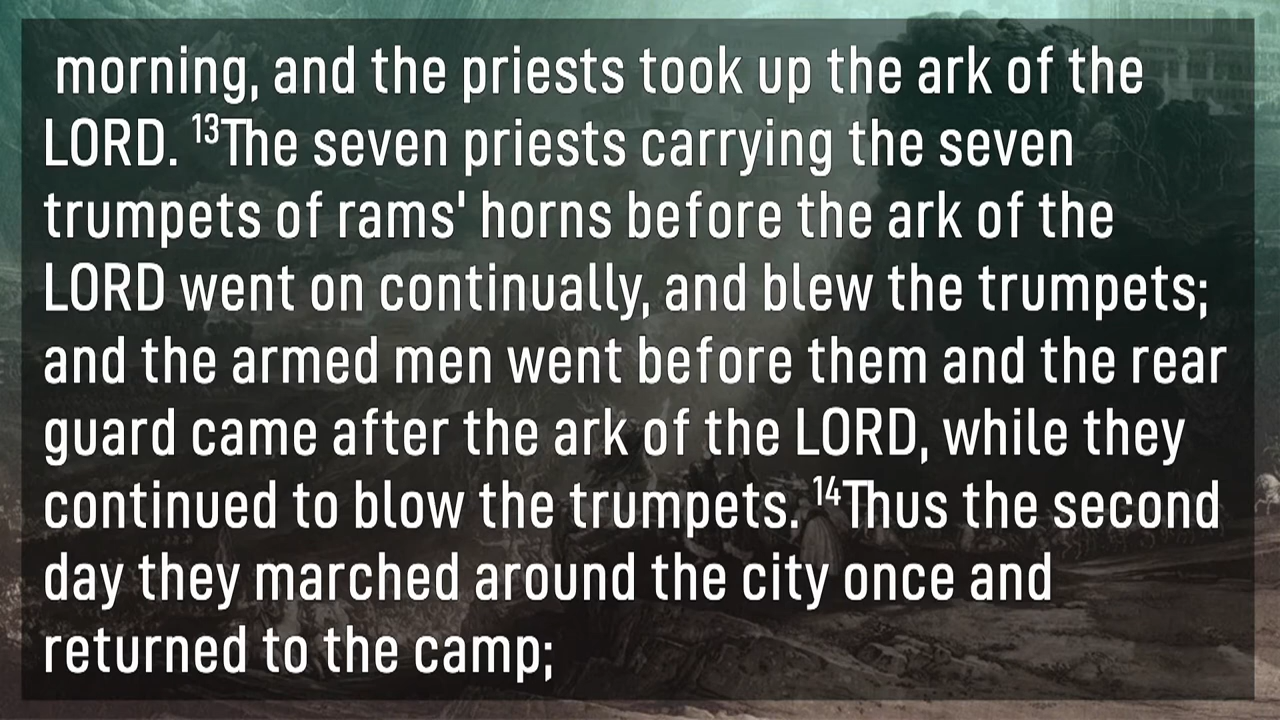 morning, and the priests took up the ark of the
LORD. ¹³The seven priests carrying the seven
trumpets of rams' horns before the ark of the
LORD went on continually, and blew the trumpets;
and the armed men went before them and the rear
guard came after the ark of the LORD, while they
continued to blow the trumpets. ¹⁴Thus the second
day they marched around the city once and
returned to the camp;